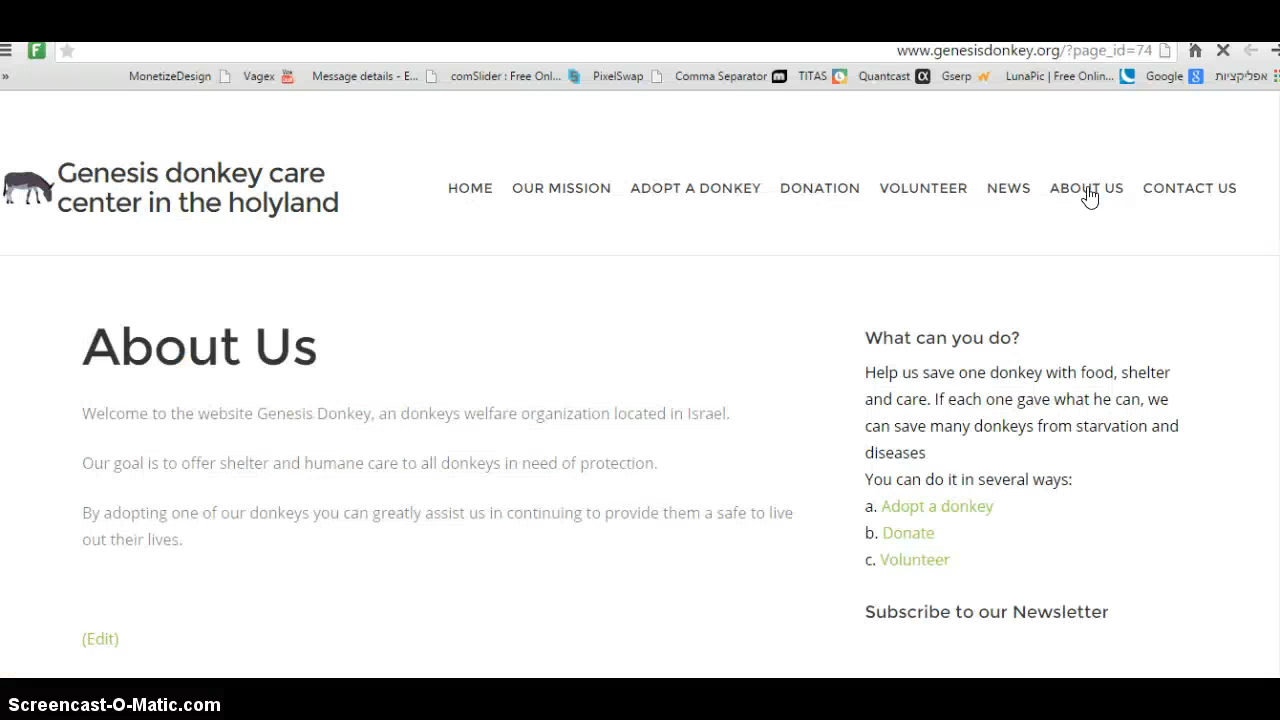 www.genesisdonkey.org/?page_id=74
» MonetizeDesign Vagex Message details - E... comSlider : Free Onl... PixelSwap Comma Separator TITAS Quantcast Gserp LunaPic | Free Onlin... Google אפליקציות
Genesis donkey care
center in the holyland
HOME OUR MISSION ADOPT A DONKEY DONATION VOLUNTEER NEWS ABOUT US CONTACT US
About Us
Welcome to the website Genesis Donkey, an donkeys welfare organization located in Israel.
Our goal is to offer shelter and humane care to all donkeys in need of protection.
By adopting one of our donkeys you can greatly assist us in continuing to provide them a safe to live
out their lives.
(Edit)
What can you do?
Help us save one donkey with food, shelter
and care. If each one gave what he can, we
can save many donkeys from starvation and
diseases
You can do it in several ways:
a. Adopt a donkey
b. Donate
c. Volunteer
Subscribe to our Newsletter
Screencast-O-Matic.com